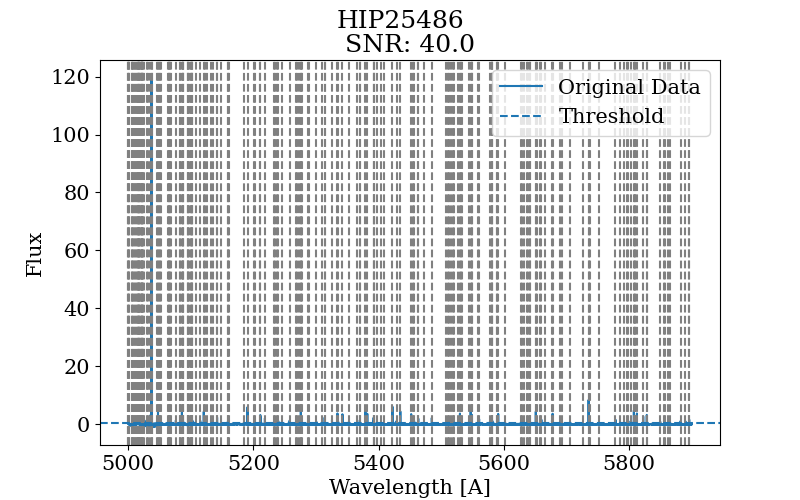 HIP25486
SNR: 40.0
Original Data
Threshold
120
100
80
60
40
20
0
Flux
5000 5200 5400 5600 5800
Wavelength [A]